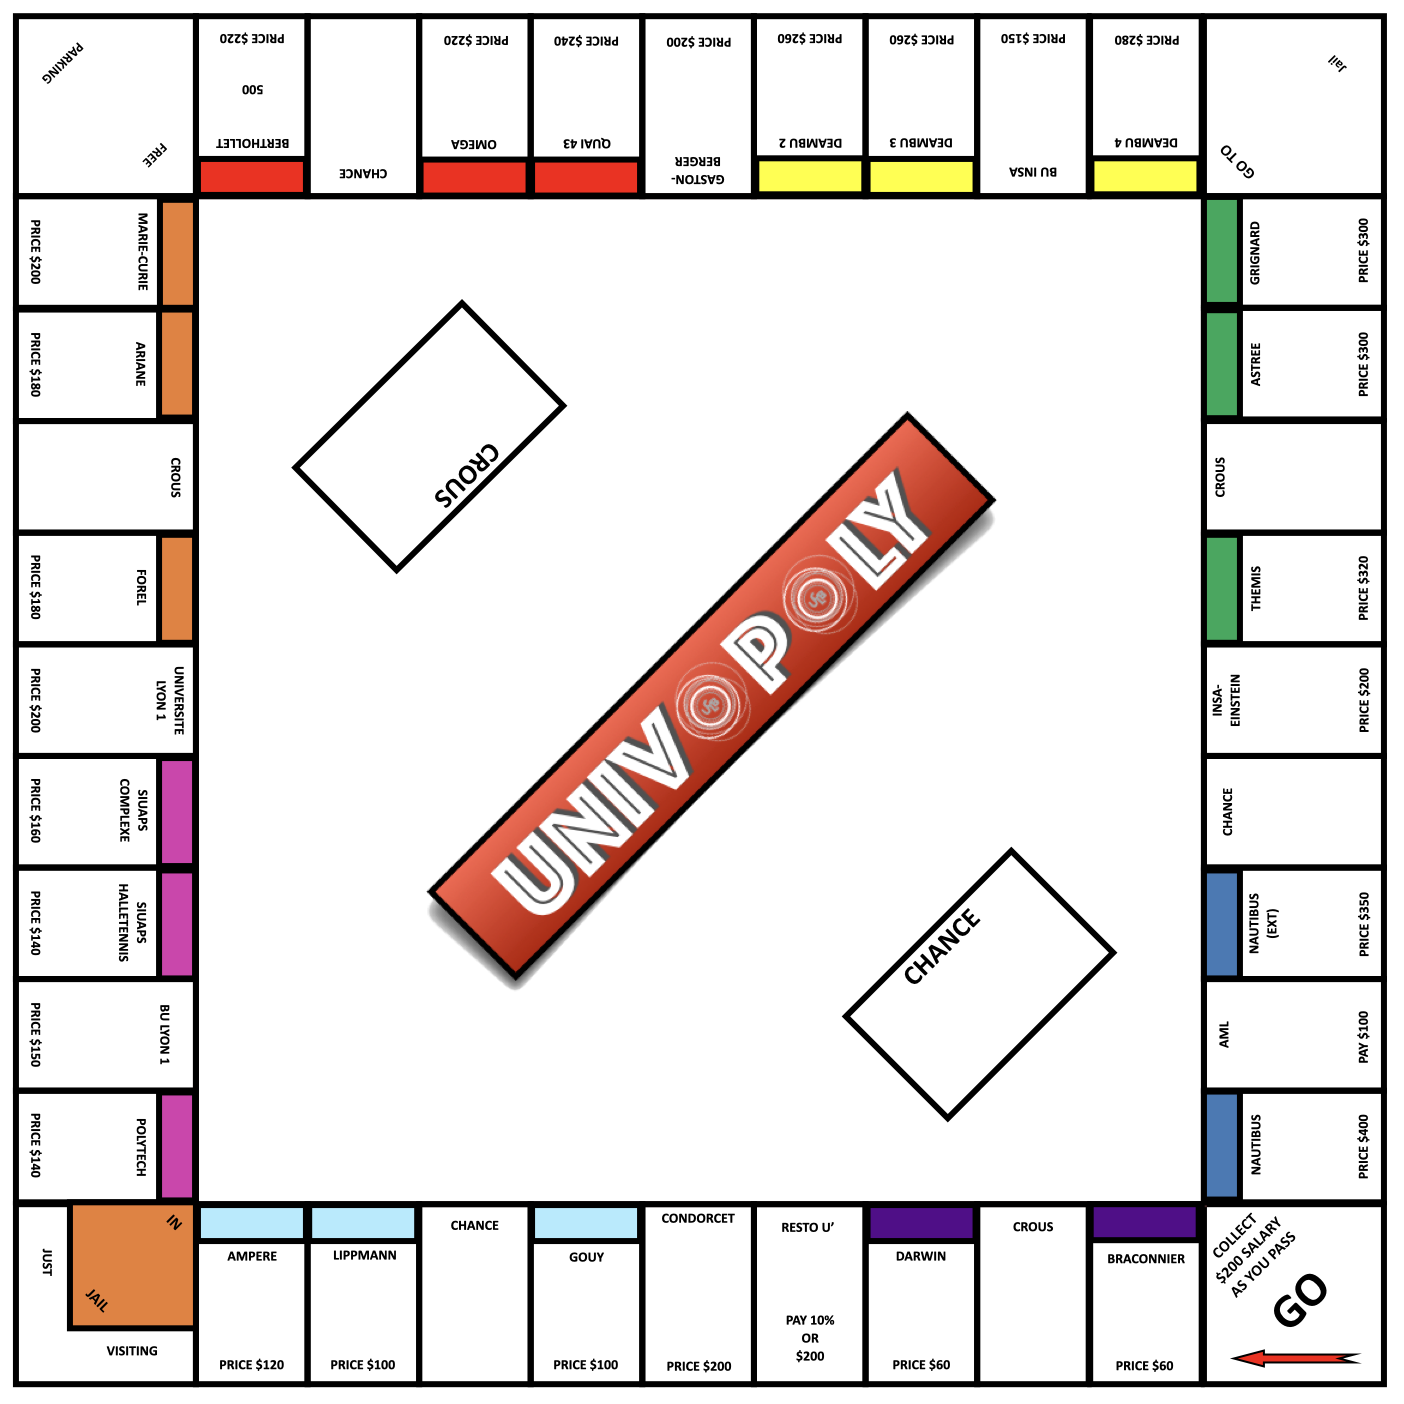 PARKING
FREE
PRICE $220
500
BERTHOLLET
CHANCE
PRICE $220
OMEGA
PRICE $240
QUAI 43
PRICE $200
GASTON-
BERGER
PRICE $260
DEAMBU 2
PRICE $260
DEAMBU 3
PRICE $150
BU INSA
PRICE $280
DEAMBU 4
GO TO
Jail
GRIGNARD
PRICE $300
ASTREE
PRICE $300
CROUS
THEMIS
PRICE $320
INSA-
EINSTEIN
PRICE $200
CHANCE
NAUTIBUS
(EXT)
PRICE $350
AML
PAY $100
NAUTIBUS
PRICE $400
COLLECT
$200 SALARY
AS YOU PASS
GO
BRACONNIER
PRICE $60
CROUS
DARWIN
PRICE $60
RESTO U’
PAY 10%
OR
$200
CONDORCET
PRICE $200
GOUY
PRICE $100
CHANCE
LIPPMANN
PRICE $100
AMPERE
PRICE $120
IN
JAIL
JUST
VISITING
POLYTECH
PRICE $140
BU LYON 1
PRICE $150
SIUAPS
HALLETENNIS
PRICE $140
SIUAPS
COMPLEXE
PRICE $160
UNIVERSITE
LYON 1
PRICE $200
FOREL
PRICE $180
CROUS
ARIANE
PRICE $180
MARIE-CURIE
PRICE $200
CROUS
UNIVOPOLY
CHANCE